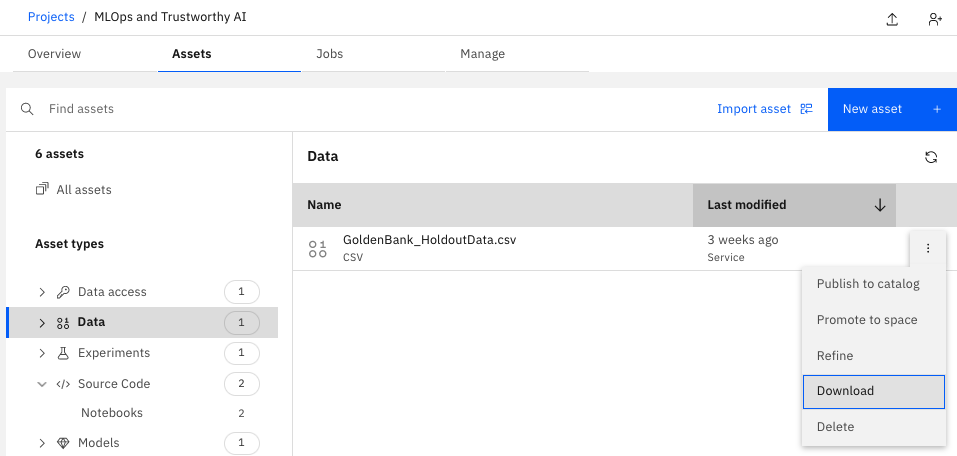 Projects / MLOps and Trustworthy AI
Overview Assets Jobs Manage
Find assets Import asset New asset +
6 assets
All assets
Asset types
Data access 1
Data 1
Experiments 1
Source Code 2
Notebooks 2
Models 1
Data
Name Last modified
GoldenBank_HoldoutData.csv 3 weeks ago
CSV Service
Publish to catalog
Promote to space
Refine
Download
Delete